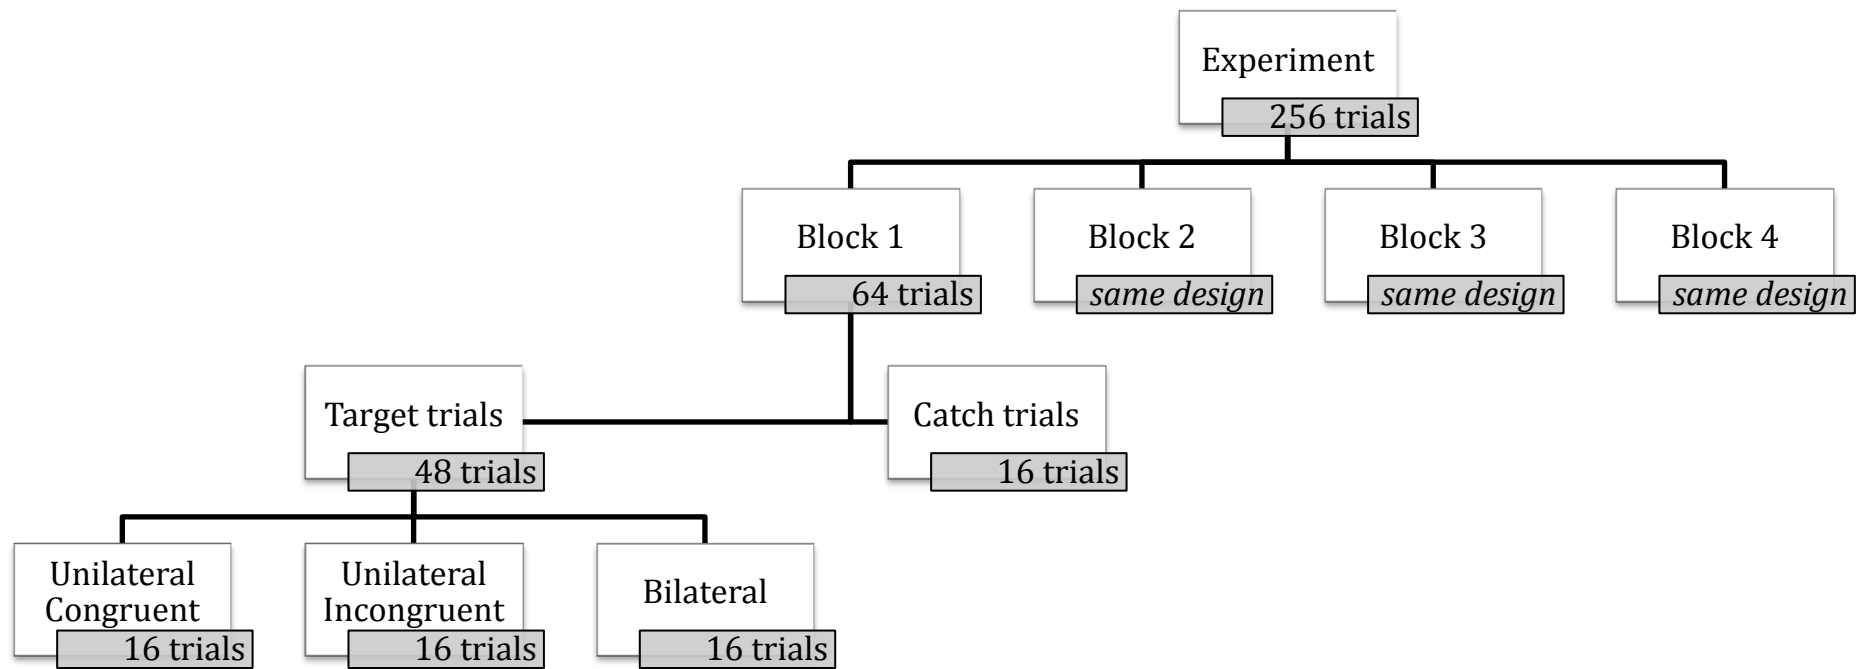 Experiment
256 trials
Block 1
64 trials
Block 2
same design
Block 3
same design
Block 4
same design
Target trials
48 trials
Catch trials
16 trials
Unilateral
Congruent
16 trials
Unilateral
Incongruent
16 trials
Bilateral
16 trials